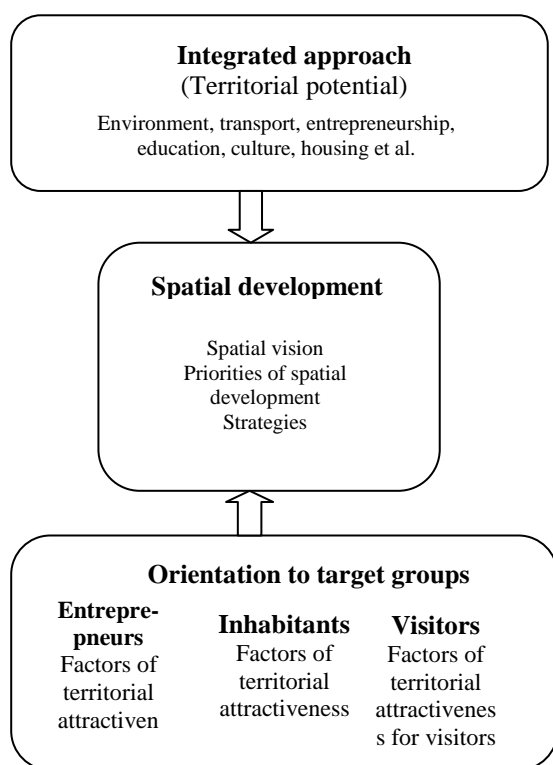 Integrated approach
(Territorial potential)
Environment, transport, entrepreneurship,
education, culture, housing et al.
Spatial development
Spatial vision
Priorities of spatial
development
Strategies
Orientation to target groups
Entrepre-
pneurs
Factors of
territorial
attractiven
Inhabitants
Factors of
territorial
attractiveness
Visitors
Factors of
territorial
attractivenes
s for visitors